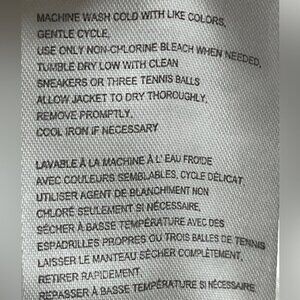 MACHINE WASH COLD WITH LIKE COLORS,
GENTLE CYCLE,
USE ONLY NON-CHLORINE BLEACH WHEN NEEDED,
TUMBLE DRY LOW WITH CLEAN
SNEAKERS OR THREE TENNIS BALLS
ALLOW JACKET TO DRY THOROUGHLY,
REMOVE PROMPTLY,
COOL IRON IF NECESSARY
LAVABLE À LA MACHINE À L'EAU FROIDE
AVEC COULEURS SEMBLABLES, CYCLE DÉLICAT
UTILISER AGENT DE BLANCHIMENT NON
CHLORÉ SEULEMENT SI NÉCESSAIRE,
SÉCHER À BASSE TEMPÉRATURE AVEC DES
ESPADRILLES PROPRES OU TROIS BALLES DE TENNIS
LAISSER LE MANTEAU SÉCHER COMPLÈTEMENT,
RETIRER RAPIDEMENT,
REPASSER À BASSE TEMPÉRATURE SI NÉCESSAIRE